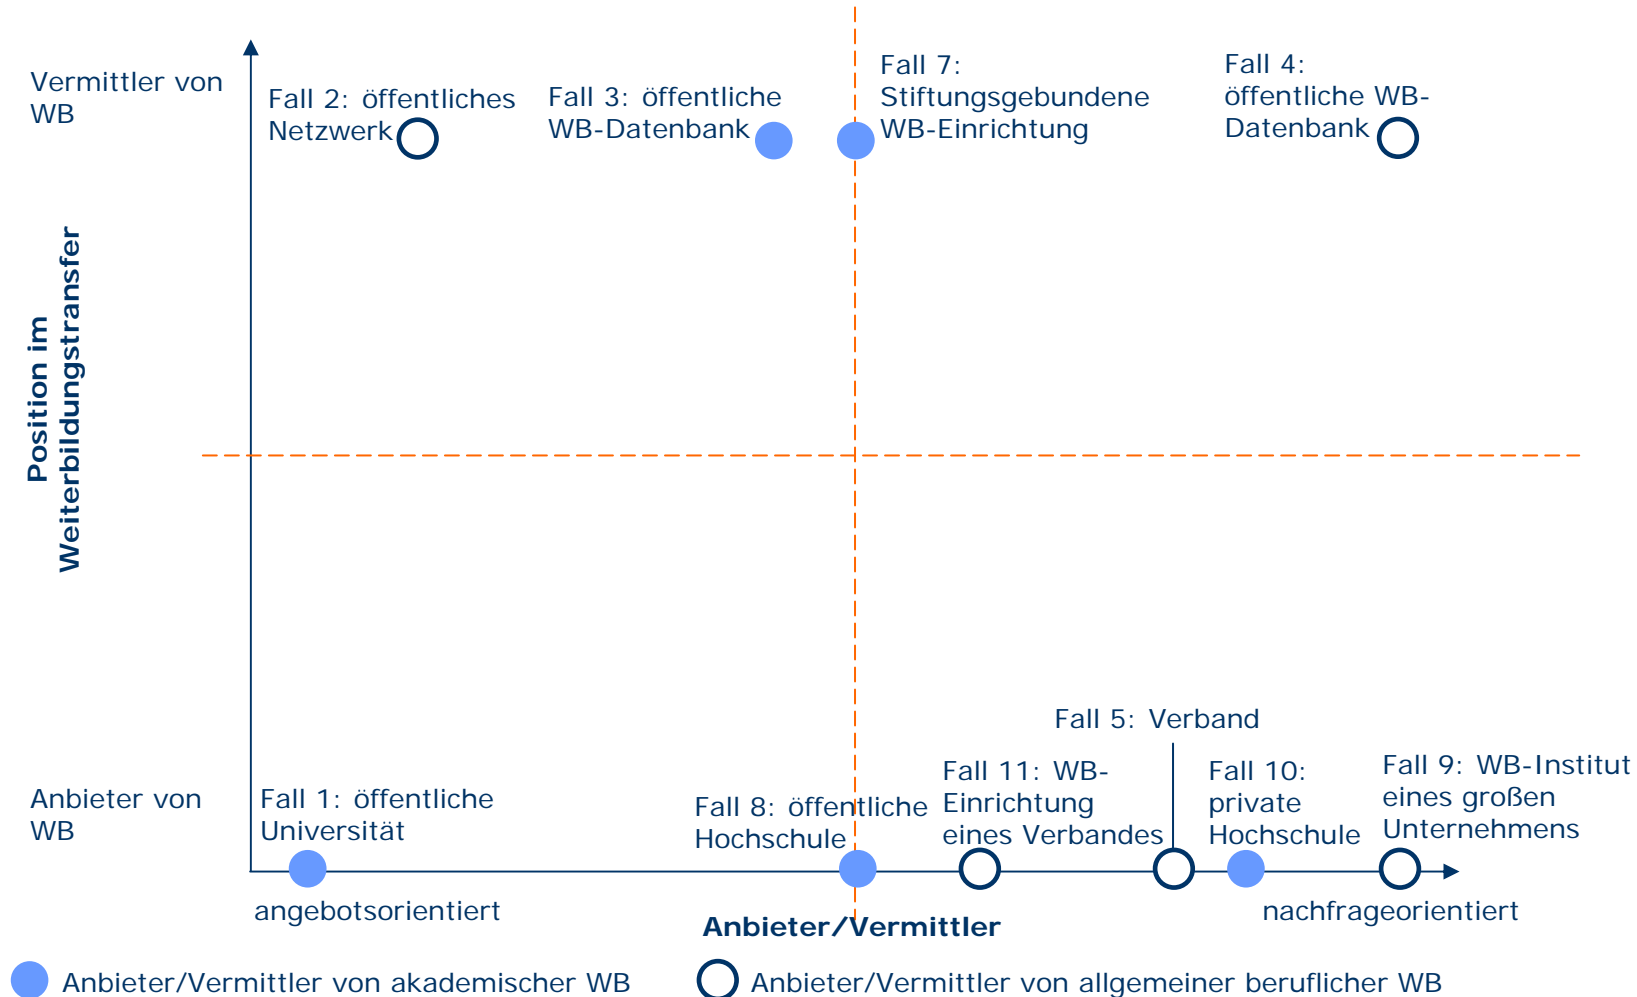 Vermittler von
WB
Fall 2: öffentliches
Netzwerk
Fall 3: öffentliche
WB-Datenbank
Fall 7:
Stiftungsgebundene
WB-Einrichtung
Fall 4:
öffentliche WB-
Datenbank
Position im
Weiterbildungstransfer
Anbieter von
WB
Fall 1: öffentliche
Universität
Fall 8: öffentliche
Hochschule
Fall 11: WB-
Einrichtung
eines Verbandes
Fall 5: Verband
Fall 10:
private
Hochschule
Fall 9: WB-Institut
eines großen
Unternehmens
angebotsorientiert
Anbieter/Vermittler
nachfrageorientiert
Anbieter/Vermittler von akademischer WB
Anbieter/Vermittler von allgemeiner beruflicher WB